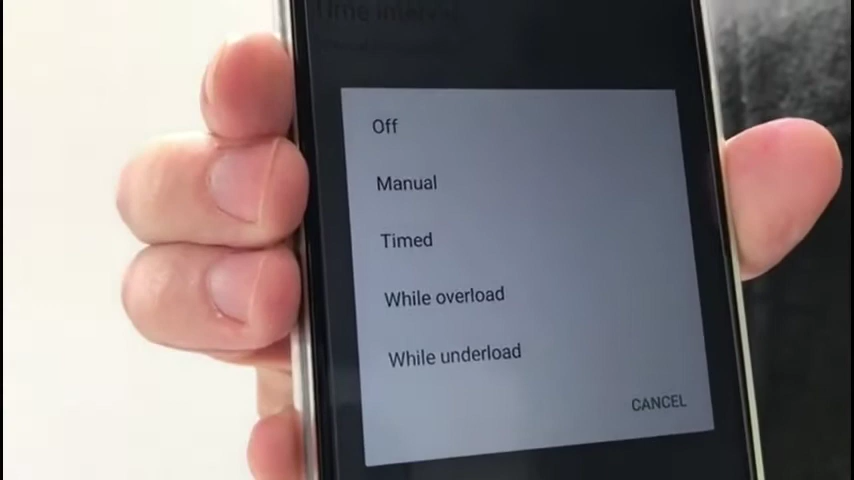 Time interval
Off
Manual
Timed
While overload
While underload
CANCEL